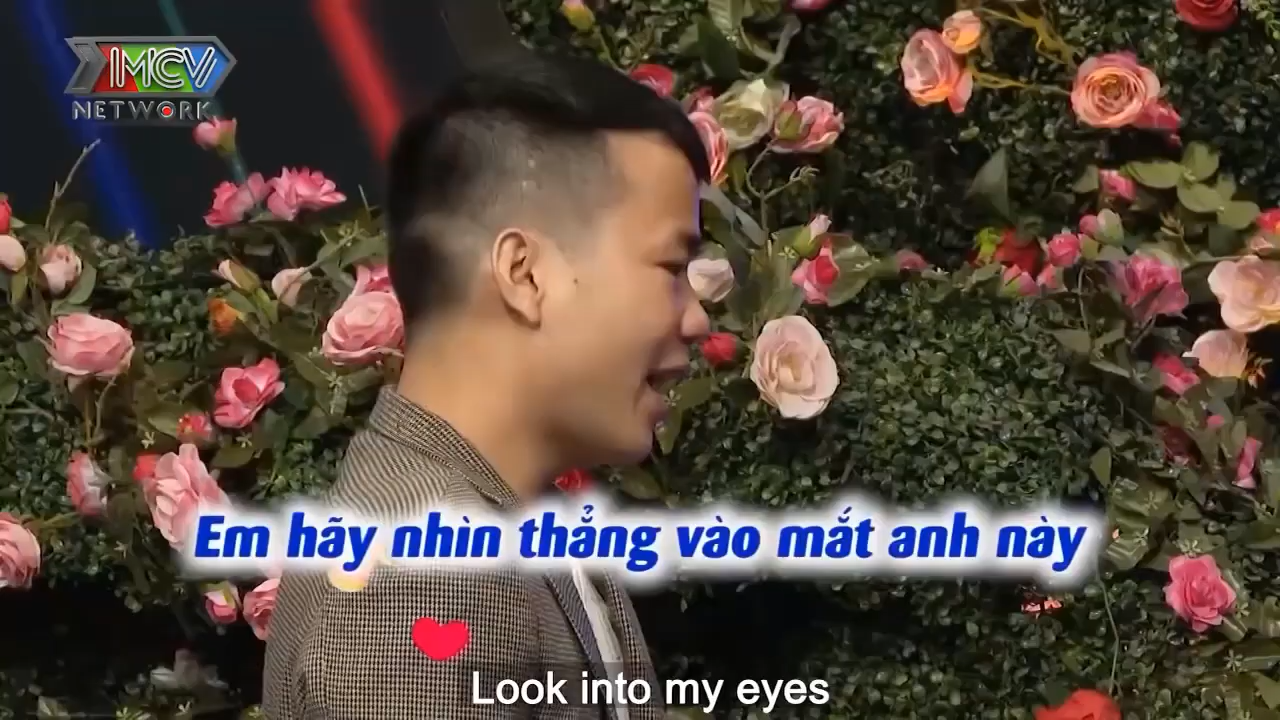 MCV
NETWORK
Em hãy nhìn thẳng vào mắt anh này
Look into my eyes